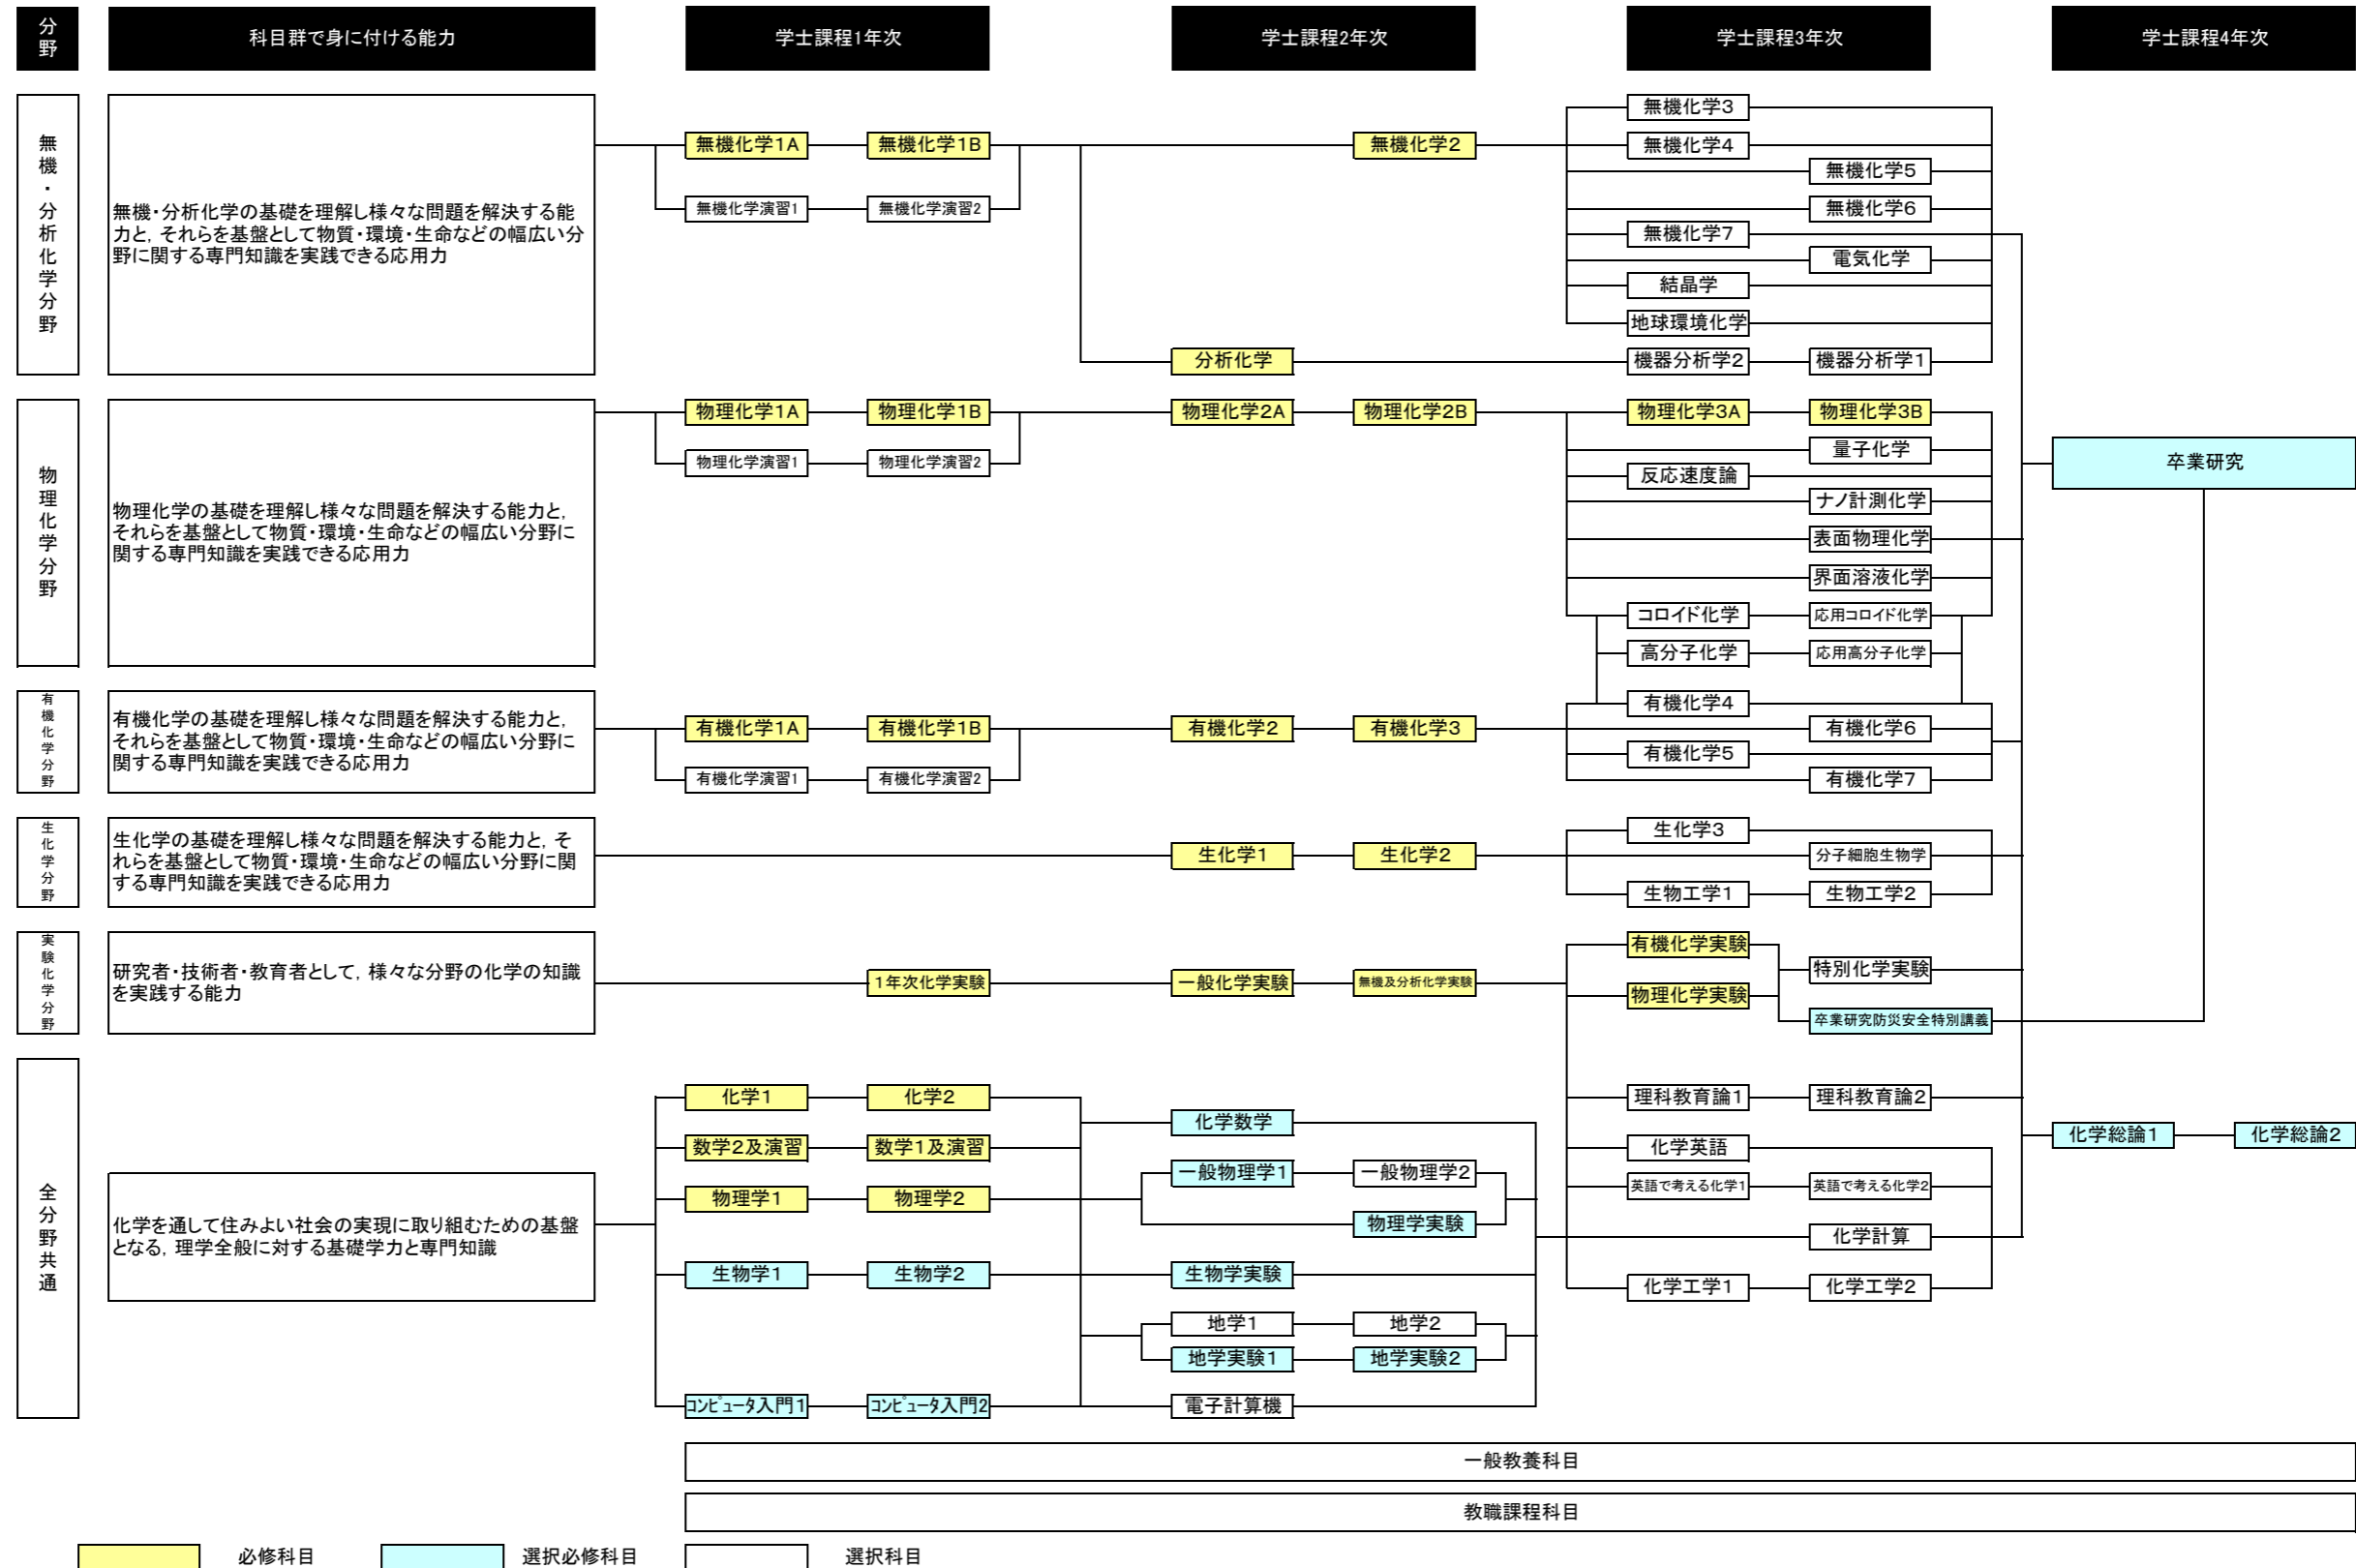 分野
科目群で身に付ける能力
学士課程1年次
学士課程2年次
学士課程3年次
学士課程4年次
無機・分析化学分野
無機・分析化学の基礎を理解し様々な問題を解決する能
力と，それらを基盤として物質・環境・生命などの幅広い分
野に関する専門知識を実践できる応用力
無機化学1A
無機化学1B
無機化学2
無機化学演習1
無機化学演習2
分析化学
無機化学3
無機化学4
無機化学5
無機化学6
無機化学7
電気化学
結晶学
地球環境化学
機器分析学2
機器分析学1
物理化学分野
物理化学の基礎を理解し様々な問題を解決する能力と，
それらを基盤として物質・環境・生命などの幅広い分野に
関する専門知識を実践できる応用力
物理化学1A
物理化学1B
物理化学2A
物理化学2B
物理化学3A
物理化学3B
物理化学演習1
物理化学演習2
量子化学
反応速度論
ナノ計測化学
表面物理化学
界面溶液化学
コロイド化学
応用コロイド化学
高分子化学
応用高分子化学
卒業研究
有機化学分野
有機化学の基礎を理解し様々な問題を解決する能力と，
それらを基盤として物質・環境・生命などの幅広い分野に
関する専門知識を実践できる応用力
有機化学1A
有機化学1B
有機化学2
有機化学3
有機化学演習1
有機化学演習2
有機化学4
有機化学6
有機化学5
有機化学7
生化学分野
生化学の基礎を理解し様々な問題を解決する能力と，そ
れらを基盤として物質・環境・生命などの幅広い分野に関
する専門知識を実践できる応用力
生化学1
生化学2
生化学3
分子細胞生物学
生物工学1
生物工学2
実験化学分野
研究者・技術者・教育者として，様々な分野の化学の知識
を実践する能力
1年次化学実験
一般化学実験
無機及分析化学実験
有機化学実験
物理化学実験
特別化学実験
卒業研究防災安全特別講義
全分野共通
化学を通して住みよい社会の実現に取り組むための基盤
となる，理学全般に対する基礎学力と専門知識
化学1
化学2
数学2及演習
数学1及演習
物理学1
物理学2
生物学1
生物学2
コンピュータ入門1
コンピュータ入門2
化学数学
一般物理学1
一般物理学2
物理学実験
生物学実験
地学1
地学2
地学実験1
地学実験2
電子計算機
理科教育論1
理科教育論2
化学英語
英語で考える化学1
英語で考える化学2
化学計算
化学工学1
化学工学2
化学総論1
化学総論2
一般教養科目
教職課程科目
必修科目
選択必修科目
選択科目